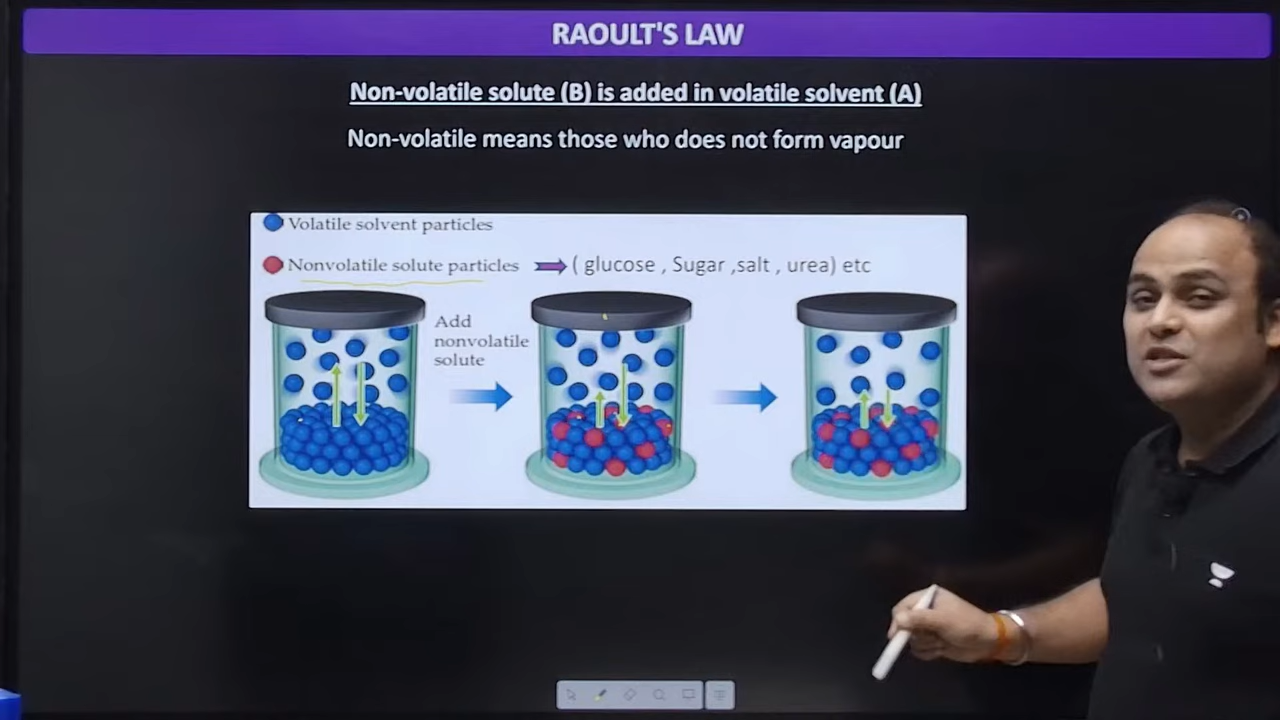 RAOULT'S LAW
Non-volatile solute (B) is added in volatile solvent (A)
Non-volatile means those who does not form vapour
Volatile solvent particles
Nonvolatile solute particles ( glucose , Sugar ,salt , urea) etc
Add
nonvolatile
solute